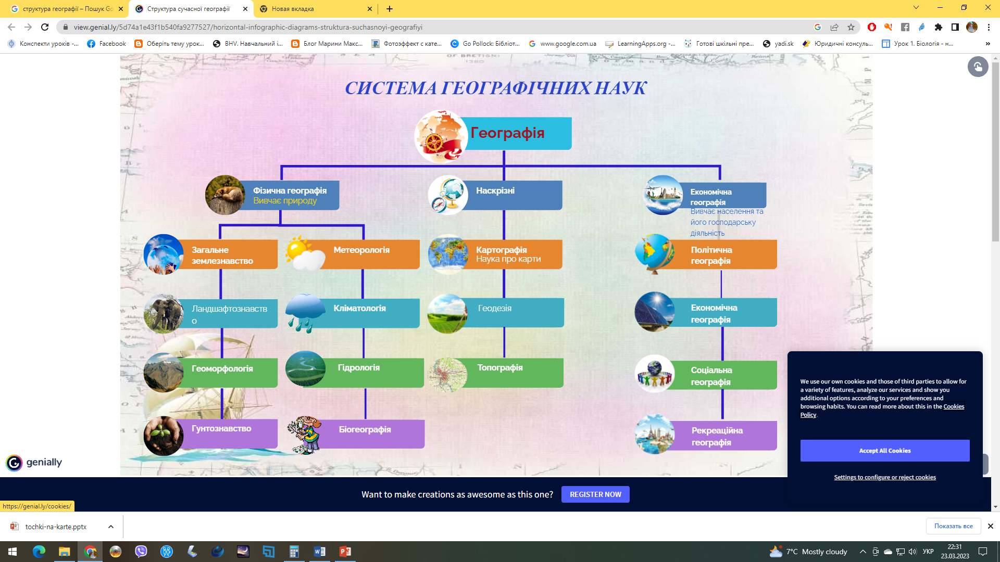 структура географії – Пошук Go
Структура сучасної географії
Новая вкладка
view.genial.ly/5d74a1e43f1b540fa9277527/horizontal-infographic-diagrams-struktura-suchasnoyi-geografiyi
Конспекти уроків -...
Facebook
Оберіть тему урок...
BHV. Навчальний і...
Блог Марини Макс...
Фотоэффект с кате...
Go Pollock: Бібліот...
www.google.com.ua
LearningApps.org -...
Готові шкільні пре...
yadi.sk
Юридичні консуль...
Урок 1. Біологія - н...
»
СИСТЕМА ГЕОГРАФІЧНИХ НАУК
Географія
Фізична географія
Вивчає природу
Наскрізні
Економічна
географія
Вивчає населення та
його господарську
діяльність
Загальне
землезнавство
Метеорологія
Картографія
Наука про карти
Політична
географія
Ландшафтознавств
о
Кліматологія
Геодезія
Економічна
географія
Геоморфологія
Гідрологія
Топографія
Соціальна
географія
Гунтознавство
Біогеографія
Рекреаційна
географія
We use our own cookies and those of third parties to allow for
a variety of features, analyze our services and show you
additional options according to your preferences and
browsing habits. You can read more about this in the Cookies
Policy.
Accept All Cookies
Settings to configure or reject cookies
genially
Want to make creations as awesome as this one?
REGISTER NOW
https://genial.ly/cookies/
tochki-na-karte.pptx
Показать все
7°C Mostly cloudy
УКР
22:31
23.03.2023